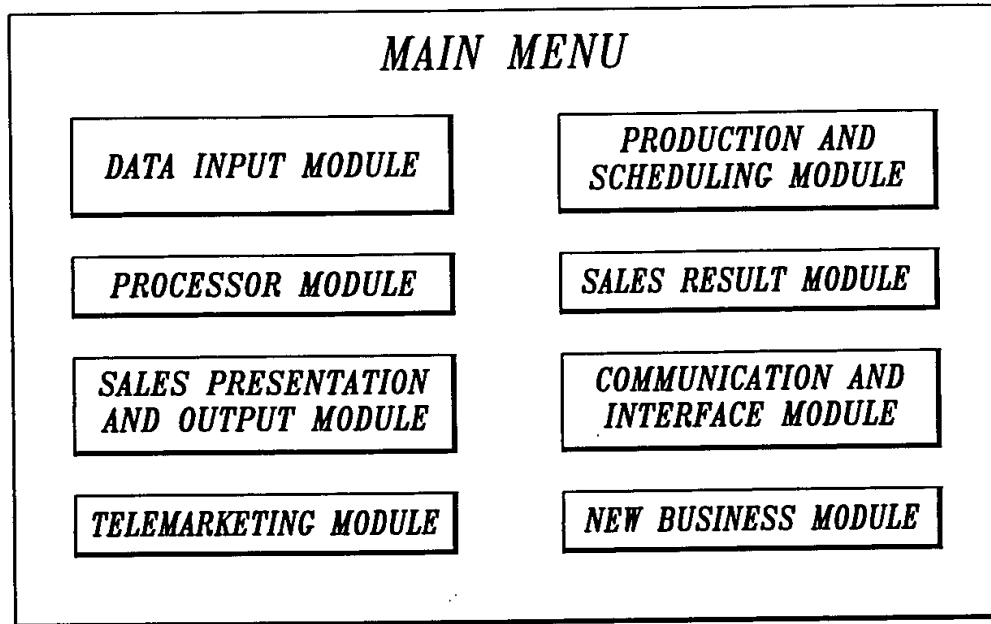 MAIN MENU
DATA INPUT MODULE
PRODUCTION AND
SCHEDULING MODULE
PROCESSOR MODULE
SALES RESULT MODULE
SALES PRESENTATION
AND OUTPUT MODULE
COMMUNICATION AND
INTERFACE MODULE
TELEMARKETING MODULE
NEW BUSINESS MODULE